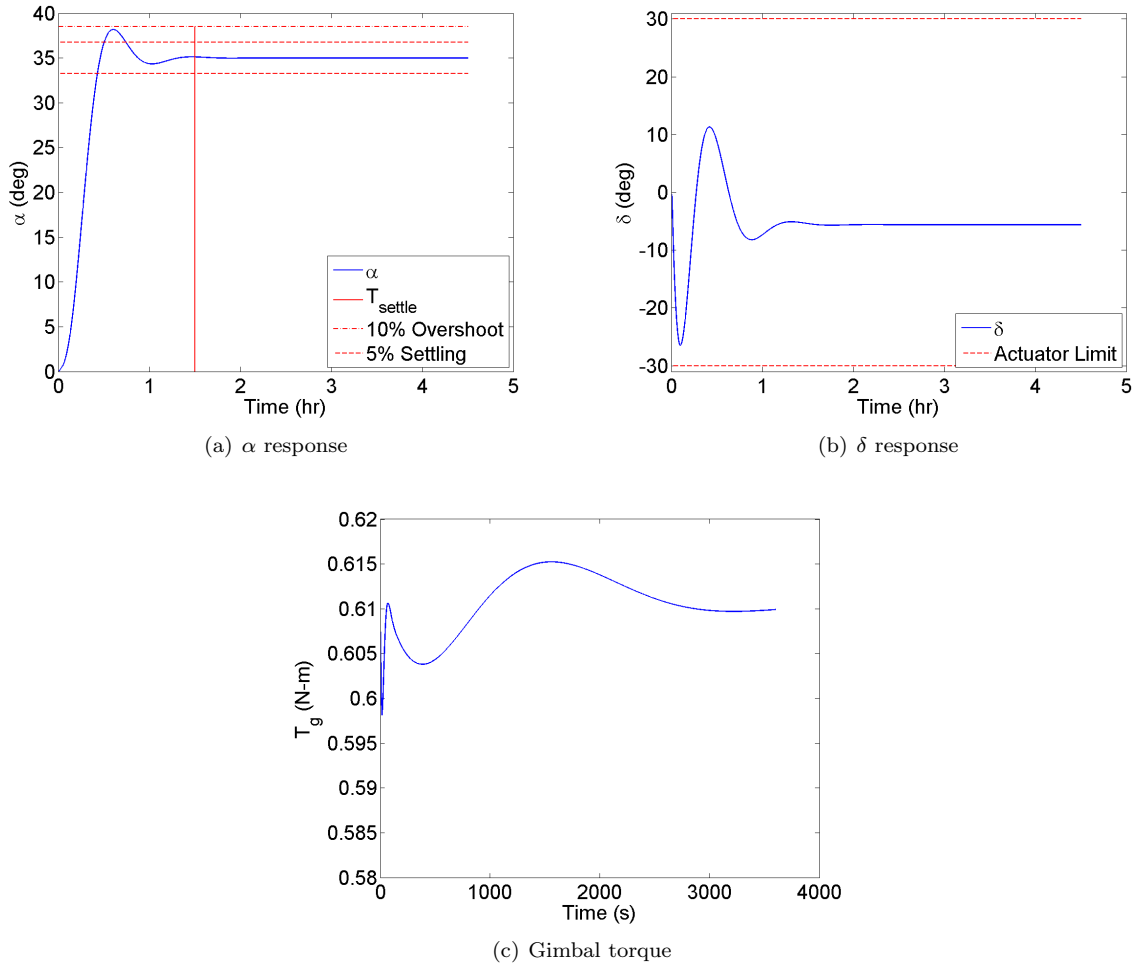 40
35
30
25
20
15
10
5
0
0 1 2 3 4 5
α (deg)
Time (hr)
α
T_settle
10% Overshoot
5% Settling
(a) α response
30
20
10
0
-10
-20
-30
0 1 2 3 4 5
δ (deg)
Time (hr)
δ
Actuator Limit
(b) δ response
0.62
0.615
0.61
0.605
0.6
0.595
0.59
0.585
0.58
0 1000 2000 3000 4000
T_g (N-m)
Time (s)
(c) Gimbal torque